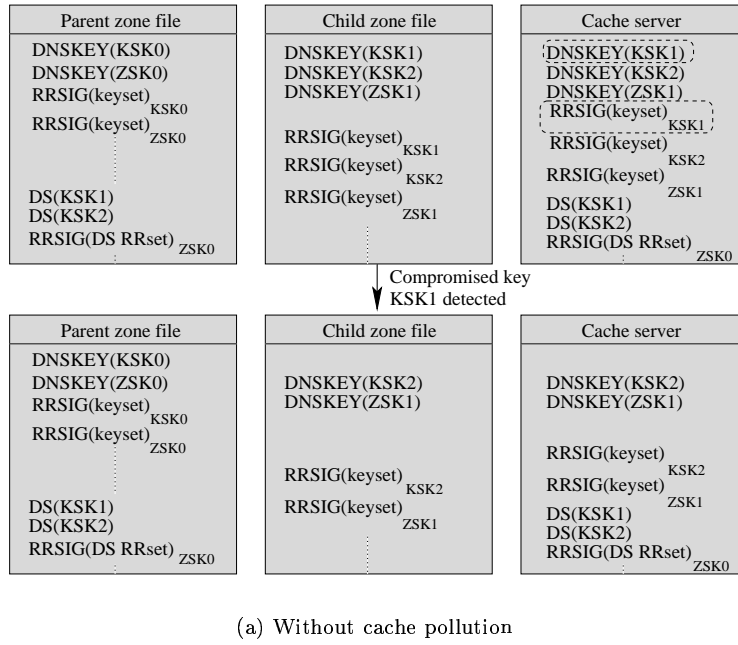 Parent zone file
DNSKEY(KSK0)
DNSKEY(ZSK0)
RRSIG(keyset) KSK0
RRSIG(keyset) ZSK0
DS(KSK1)
DS(KSK2)
RRSIG(DS RRset) ZSK0
Child zone file
DNSKEY(KSK1)
DNSKEY(KSK2)
DNSKEY(ZSK1)
RRSIG(keyset) KSK1
RRSIG(keyset) KSK2
RRSIG(keyset) ZSK1
Cache server
DNSKEY(KSK1)
DNSKEY(KSK2)
DNSKEY(ZSK1)
RRSIG(keyset) KSK1
RRSIG(keyset) KSK2
RRSIG(keyset) ZSK1
DS(KSK1)
DS(KSK2)
RRSIG(DS RRset) ZSK0
Compromised key
KSK1 detected
Parent zone file
DNSKEY(KSK0)
DNSKEY(ZSK0)
RRSIG(keyset) KSK0
RRSIG(keyset) ZSK0
DS(KSK1)
DS(KSK2)
RRSIG(DS RRset) ZSK0
Child zone file
DNSKEY(KSK2)
DNSKEY(ZSK1)
RRSIG(keyset) KSK2
RRSIG(keyset) ZSK1
Cache server
DNSKEY(KSK2)
DNSKEY(ZSK1)
RRSIG(keyset) KSK2
RRSIG(keyset) ZSK1
DS(KSK1)
DS(KSK2)
RRSIG(DS RRset) ZSK0
(a) Without cache pollution